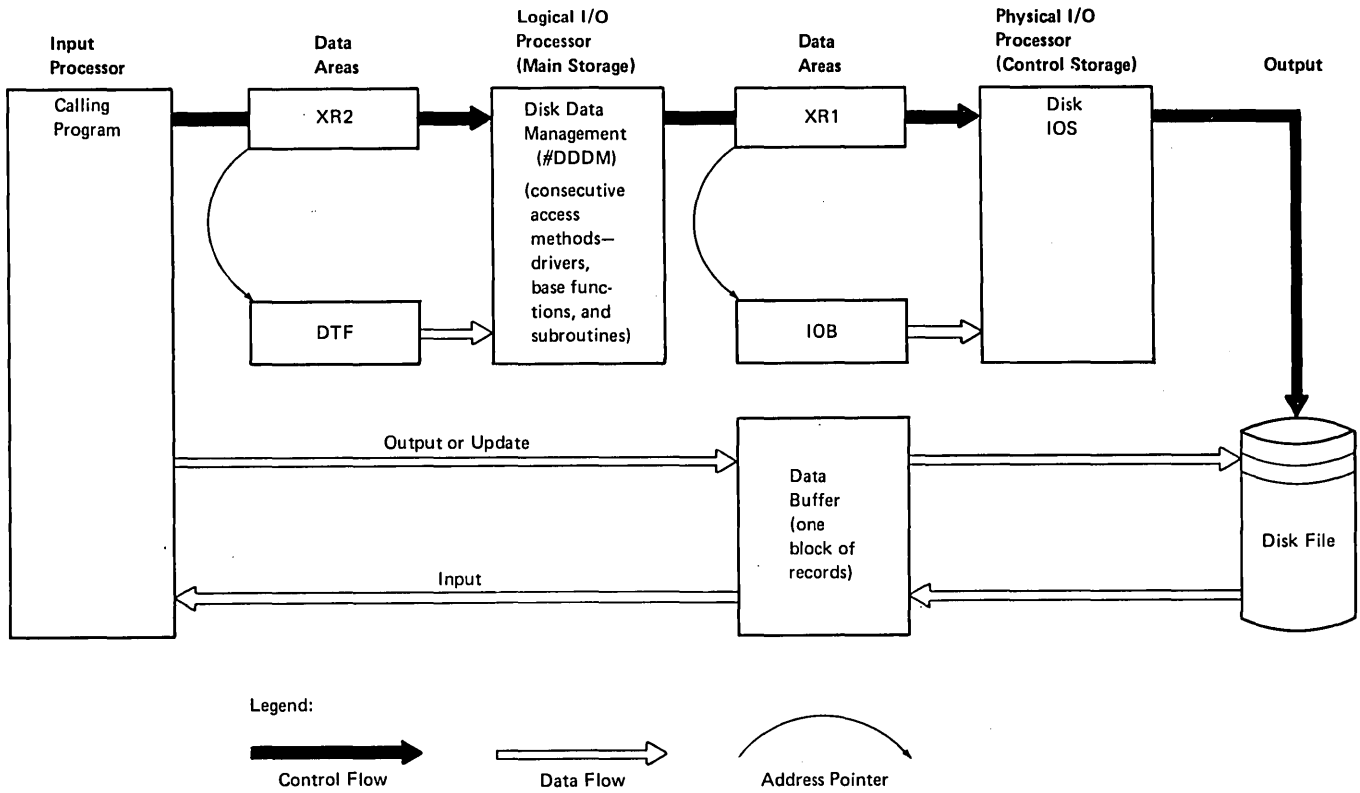 Input
Processor
Data
Areas
Logical I/O
Processor
(Main Storage)
Data
Areas
Physical I/O
Processor
(Control Storage)
Output
Calling
Program
XR2
Disk Data
Management
(#DDDM)
(consecutive
access
methods—
drivers,
base func-
tions, and
subroutines)
XR1
Disk
IOS
DTF
IOB
Output or Update
Data
Buffer
(one
block of
records)
Disk File
Input
Legend:
Control Flow
Data Flow
Address Pointer